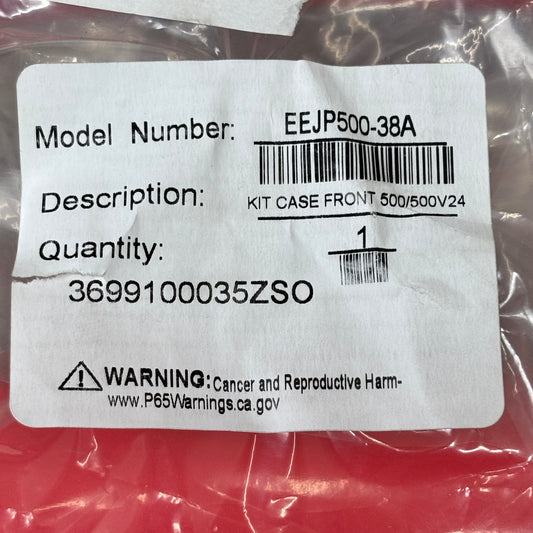 Model Number: EEJP500-38A
Description: KIT CASE FRONT 500/500V24
Quantity: 1
3699100035ZSO
WARNING: Cancer and Reproductive Harm-
www.P65Warnings.ca.gov